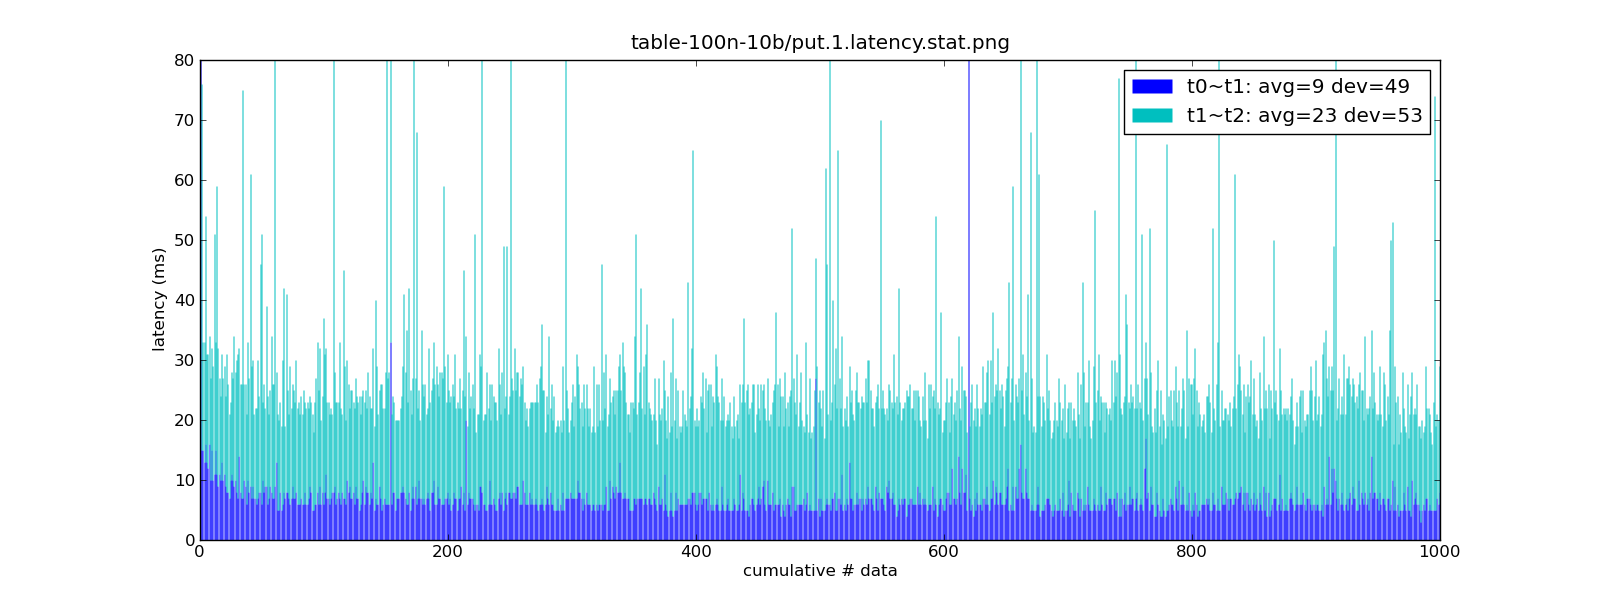 table-100n-10b/put.1.latency.stat.png
t0~t1: avg=9 dev=49
t1~t2: avg=23 dev=53
latency (ms)
80
70
60
50
40
30
20
10
0
0 200 400 600 800 1000
cumulative # data